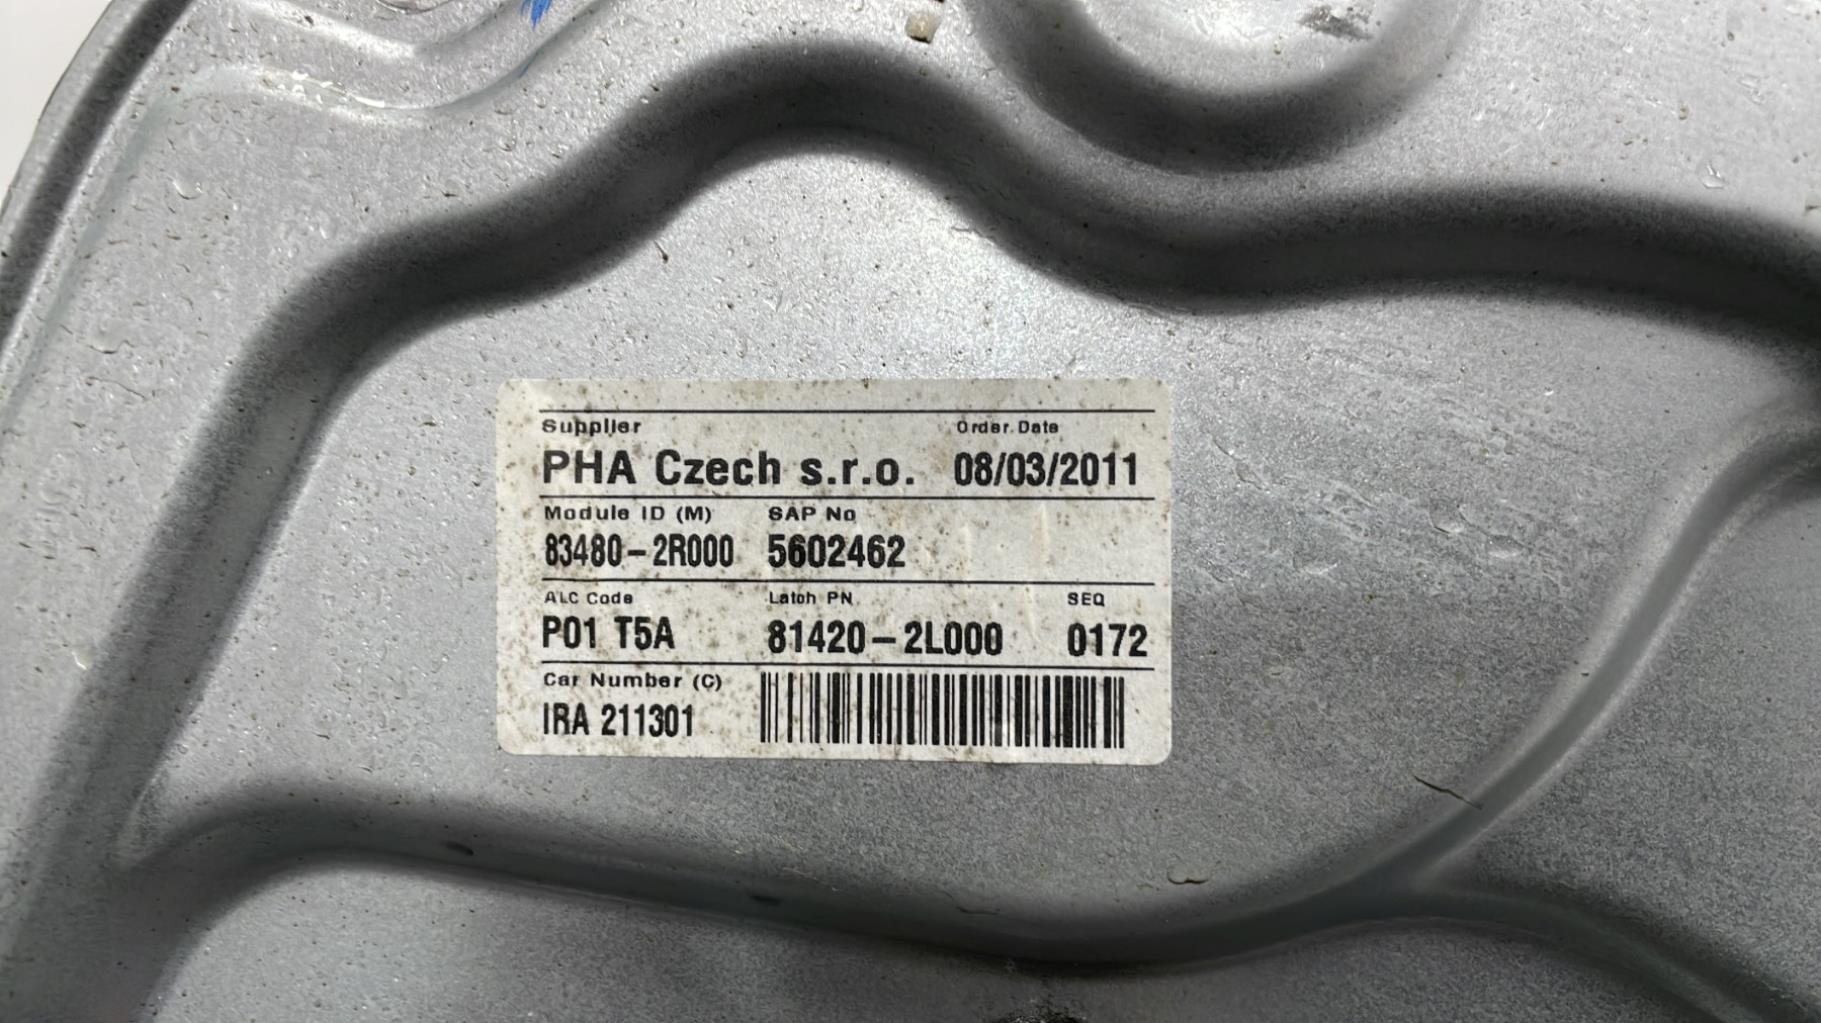 Supplier Order Date
PHA Czech s.r.o. 08/03/2011
Module ID (M) SAP No
83480-2R000 5602462
ALC Code Latch PN SEQ
P01 T5A 81420-2L000 0172
Car Number (C)
IRA 211301